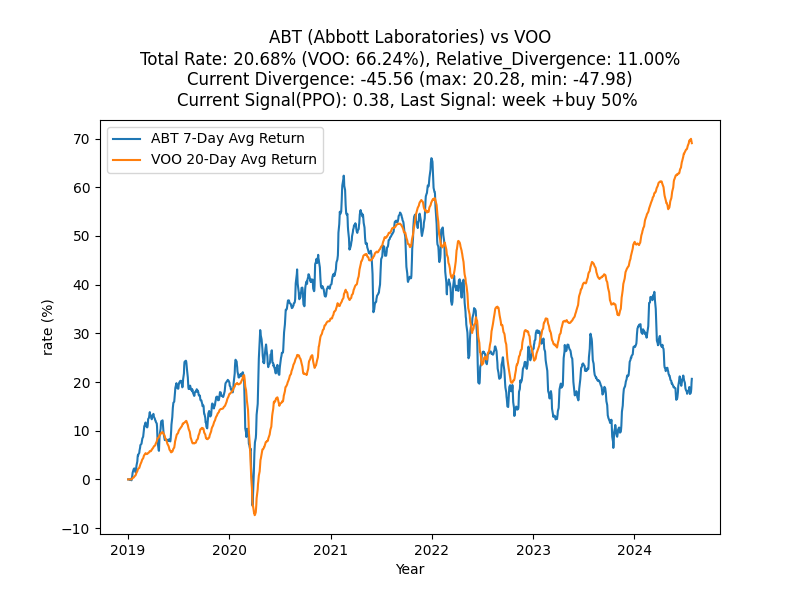 ABT (Abbott Laboratories) vs VOO
Total Rate: 20.68% (VOO: 66.24%), Relative_Divergence: 11.00%
Current Divergence: -45.56 (max: 20.28, min: -47.98)
Current Signal(PPO): 0.38, Last Signal: week +buy 50%
ABT 7-Day Avg Return
VOO 20-Day Avg Return
70
60
50
40
30
20
10
0
−10
rate (%)
2019 2020 2021 2022 2023 2024
Year